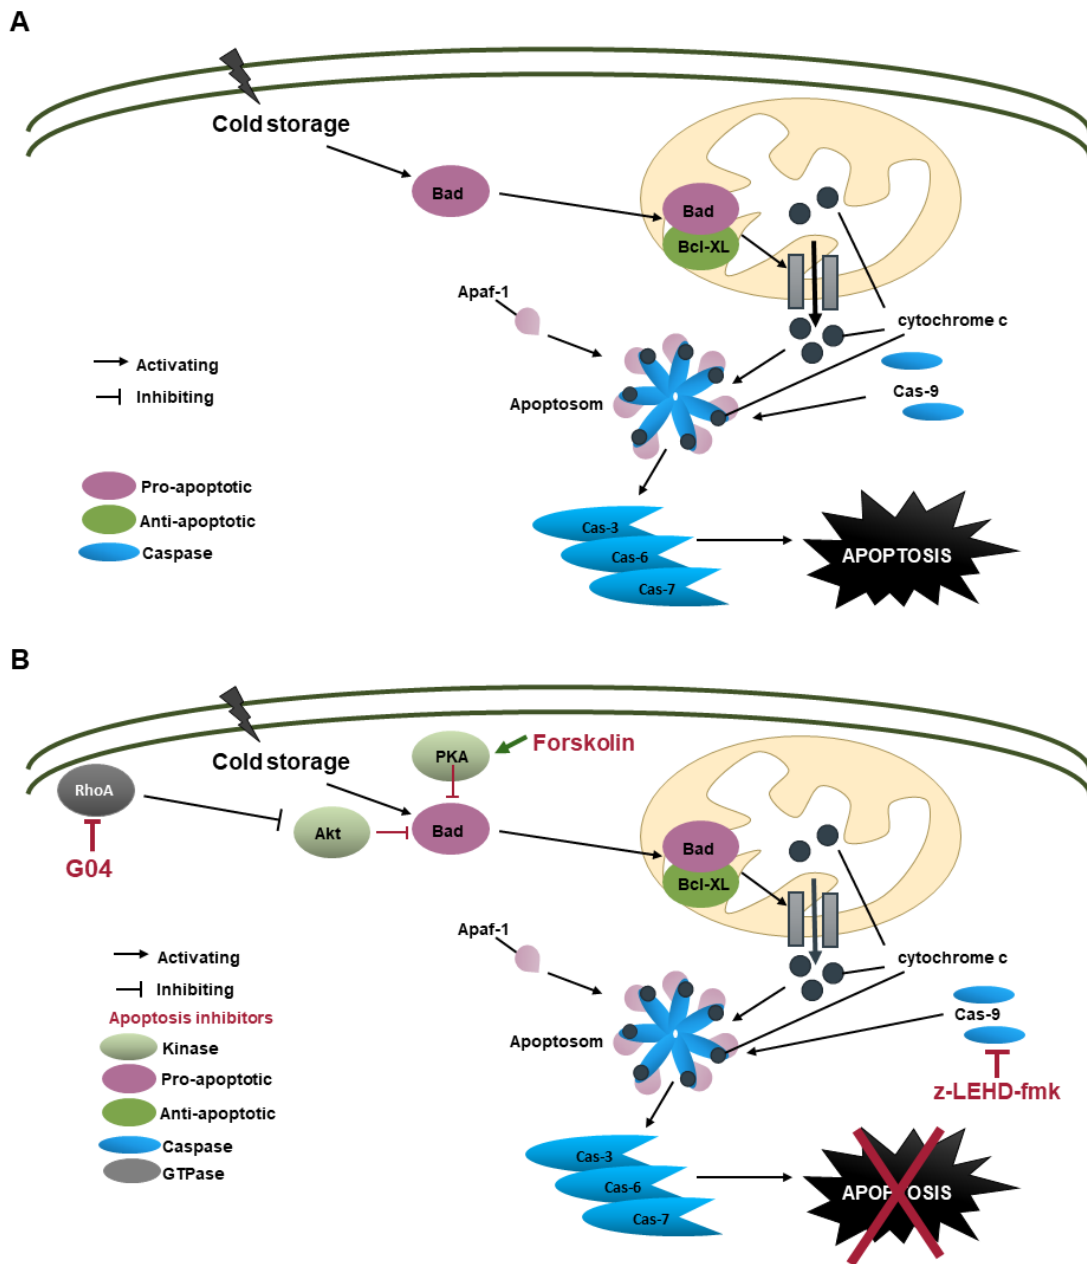 A
Cold storage
Bad
Bad
Bcl-XL
Apaf-1
cytochrome c
Activating
Inhibiting
Apoptosom
Cas-9
Pro-apoptotic
Anti-apoptotic
Caspase
Cas-3
Cas-6
Cas-7
APOPTOSIS
B
Forskolin
PKA
Cold storage
RhoA
Akt
Bad
Bad
Bcl-XL
G04
Apaf-1
Activating
cytochrome c
Inhibiting
Apoptosis inhibitors
Cas-9
Kinase
Apoptosom
Pro-apoptotic
z-LEHD-fmk
Anti-apoptotic
Caspase
GTPase
Cas-3
Cas-6
Cas-7
APOPTOSIS